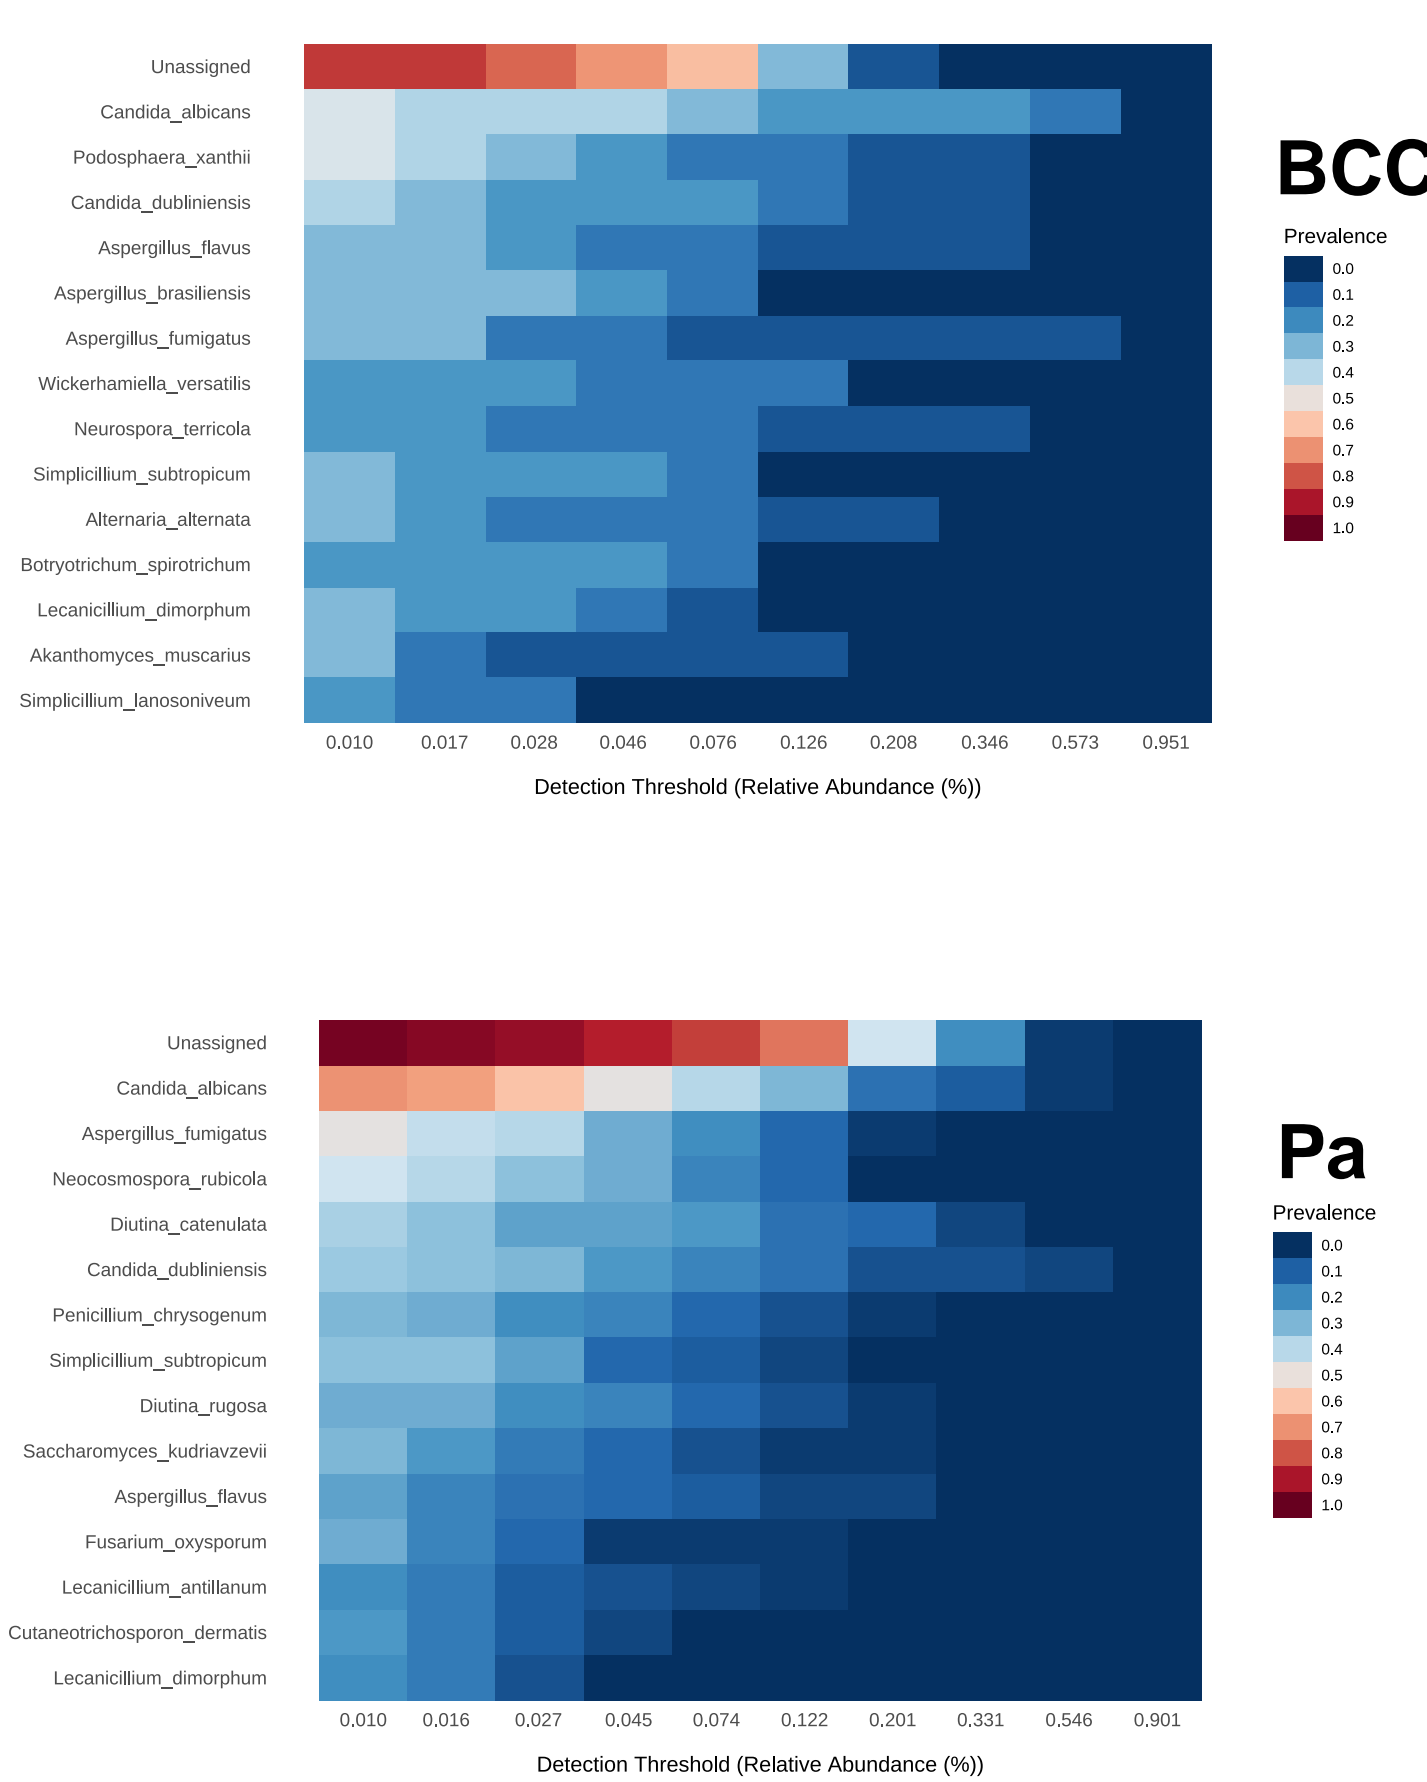 Unassigned
Candida_albicans
Podosphaera_xanthii
Candida_dubliniensis
Aspergillus_flavus
Aspergillus_brasiliensis
Aspergillus_fumigatus
Wickerhamiella_versatilis
Neurospora_terricola
Simplicillium_subtropicum
Alternaria_alternata
Botryotrichum_spirotrichum
Lecanicillium_dimorphum
Akanthomyces_muscarius
Simplicillium_lanosoniveum
0.010 0.017 0.028 0.046 0.076 0.126 0.208 0.346 0.573 0.951
Detection Threshold (Relative Abundance (%))
BCC
Prevalence
0.0
0.1
0.2
0.3
0.4
0.5
0.6
0.7
0.8
0.9
1.0
Unassigned
Candida_albicans
Aspergillus_fumigatus
Neocosmospora_rubicola
Diutina_catenulata
Candida_dubliniensis
Penicillium_chrysogenum
Simplicillium_subtropicum
Diutina_rugosa
Saccharomyces_kudriavzevii
Aspergillus_flavus
Fusarium_oxysporum
Lecanicillium_antillanum
Cutaneotrichosporon_dermatis
Lecanicillium_dimorphum
0.010 0.016 0.027 0.045 0.074 0.122 0.201 0.331 0.546 0.901
Detection Threshold (Relative Abundance (%))
Pa
Prevalence
0.0
0.1
0.2
0.3
0.4
0.5
0.6
0.7
0.8
0.9
1.0